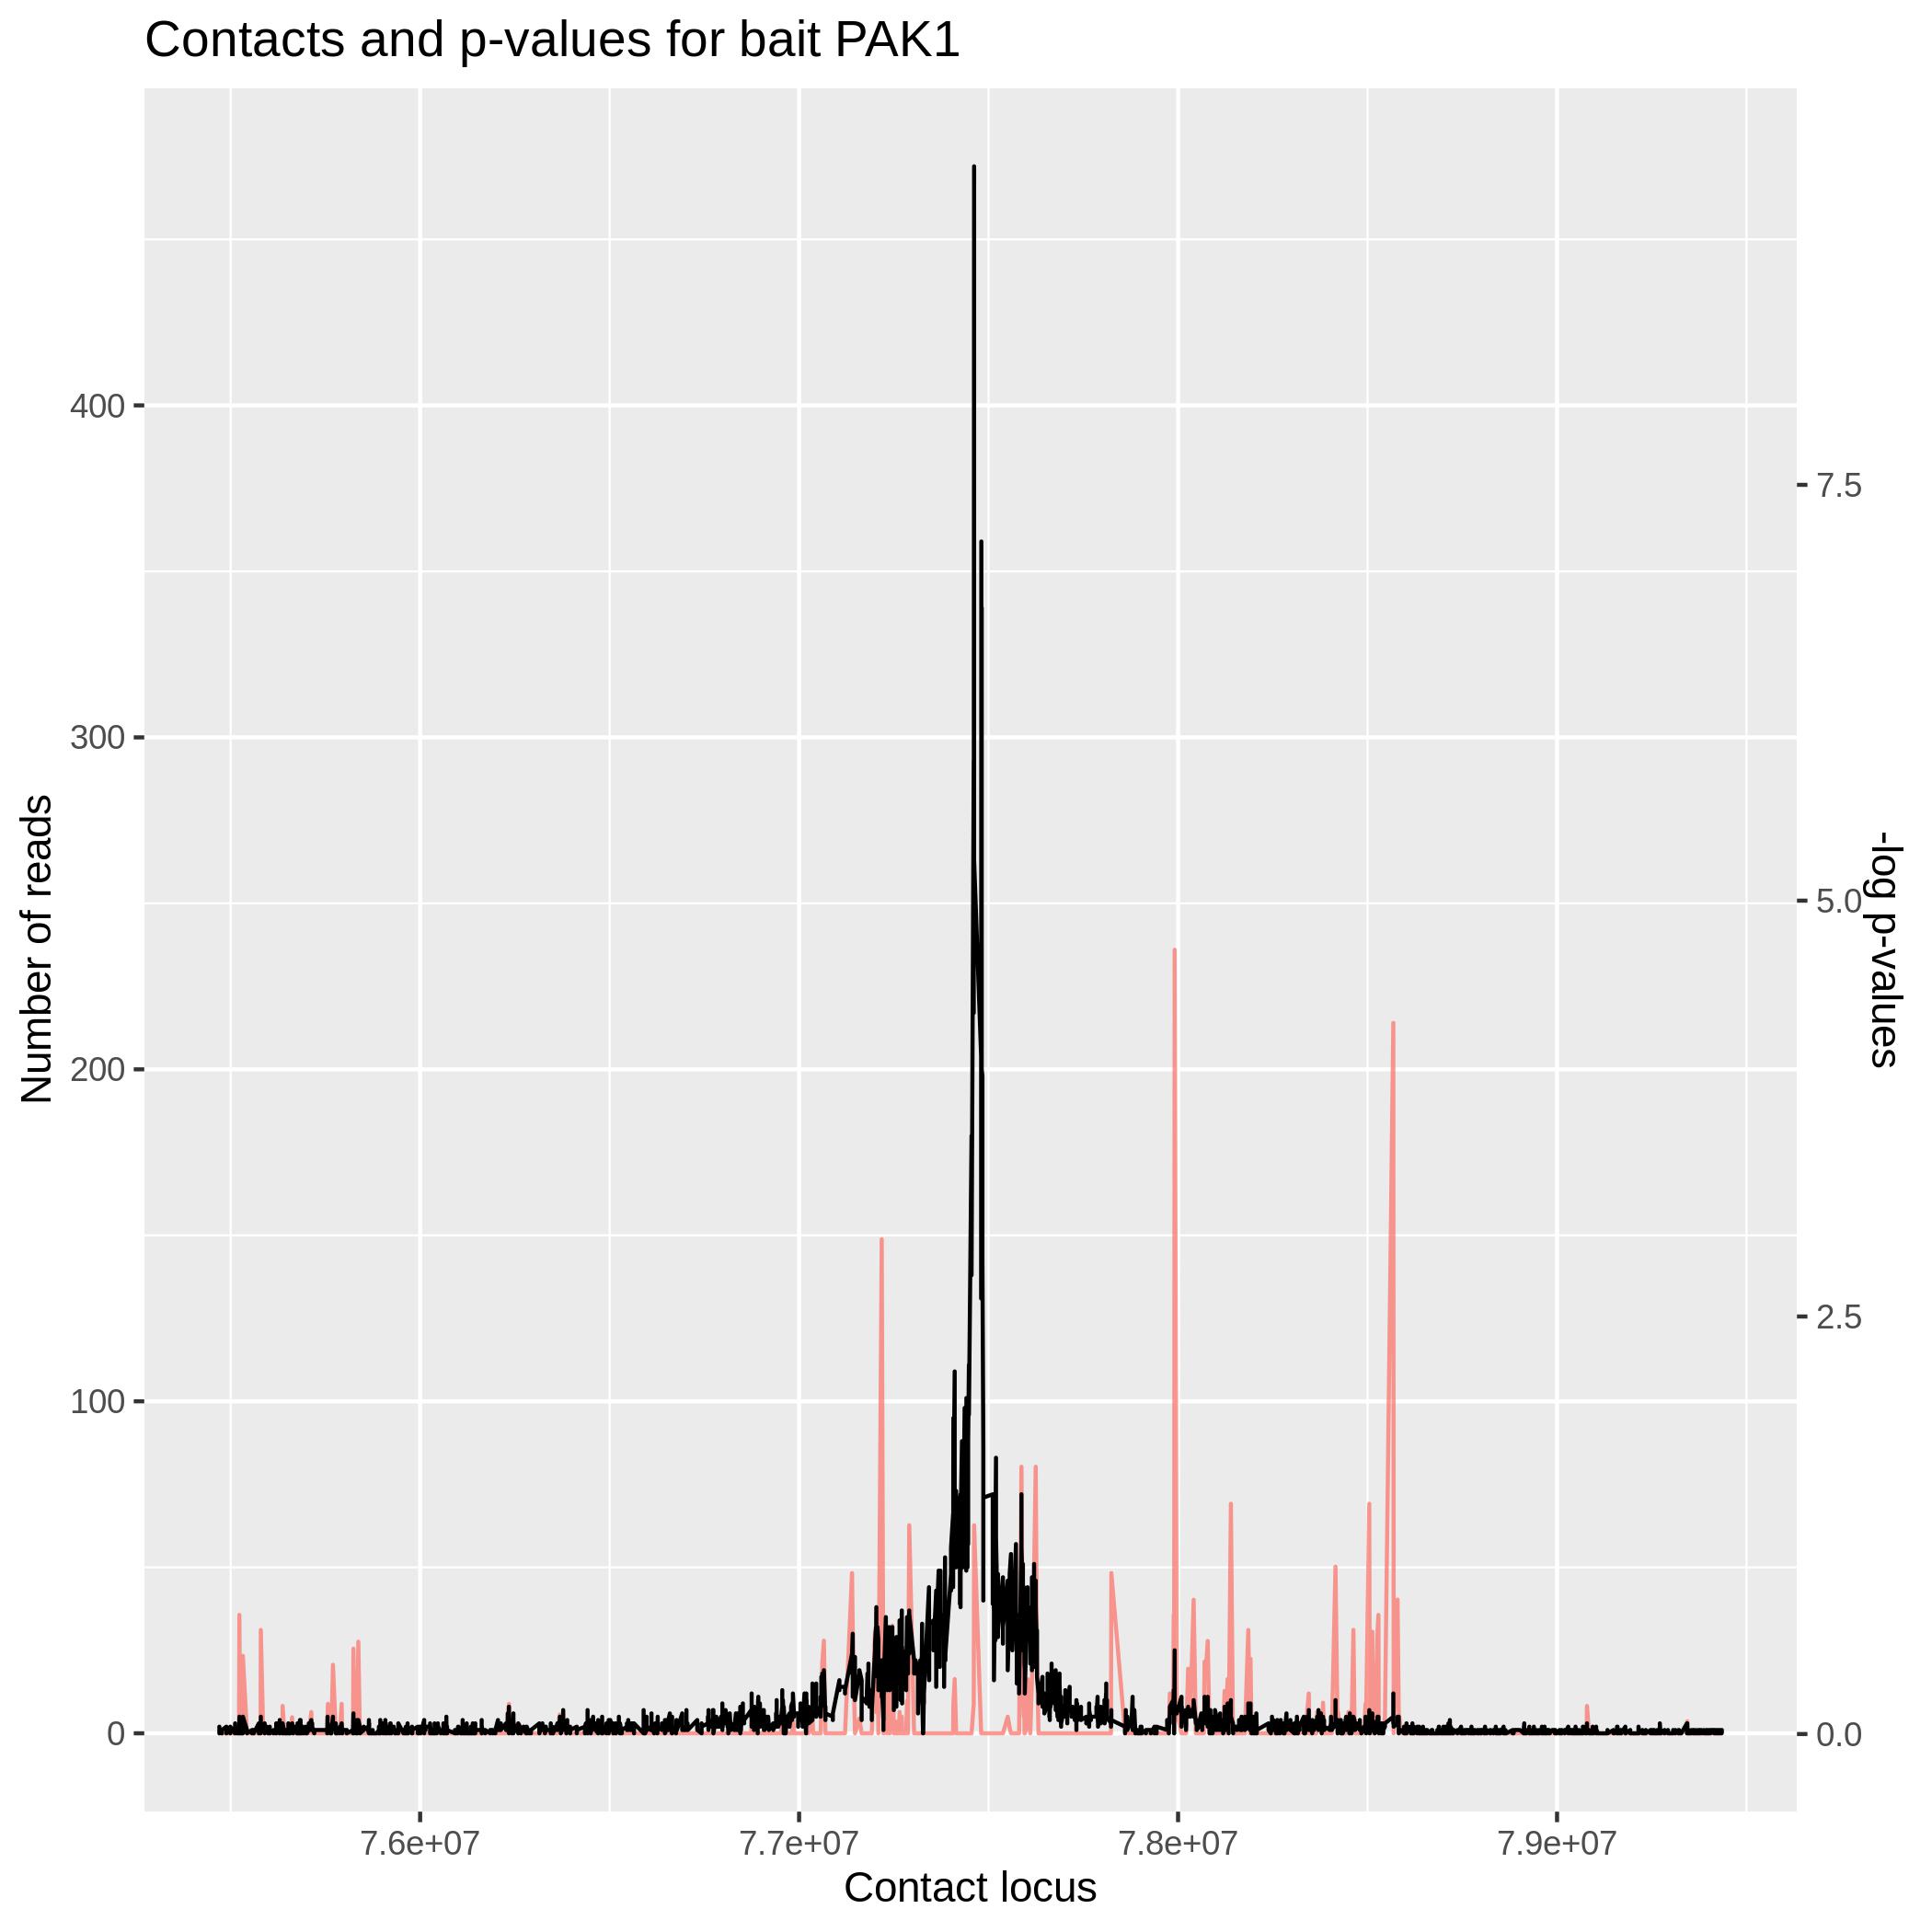 Contacts and p-values for bait PAK1
Number of reads
400
300
200
100
0
7.5
5.0
2.5
0.0
-log p-values
7.6e+07
7.7e+07
7.8e+07
7.9e+07
Contact locus